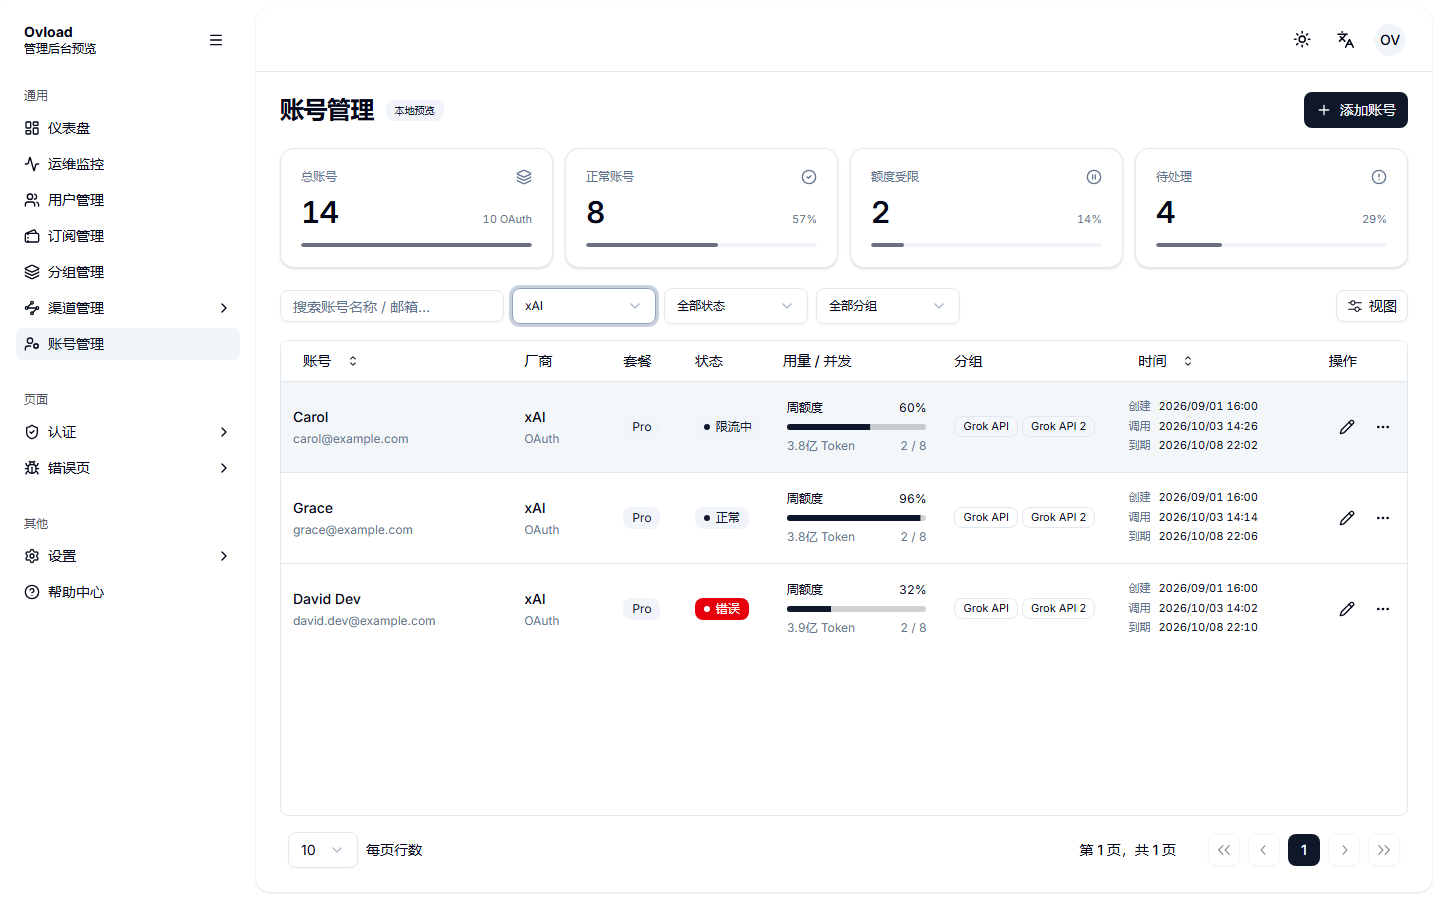 Ovload
管理后台预览
通用
仪表盘
运维监控
用户管理
订阅管理
分组管理
渠道管理
账号管理
页面
认证
错误页
其他
设置
帮助中心
OV
账号管理 本地预览
添加账号
总账号
14 10 OAuth
正常账号
8 57%
额度受限
2 14%
待处理
4 29%
搜索账号名称 / 邮箱... xAI 全部状态 全部分组 视图
账号 厂商 套餐 状态 用量 / 并发 分组 时间 操作
Carol
carol@example.com
xAI
OAuth
Pro
限流中
周额度 60%
3.8亿 Token 2 / 8
Grok API Grok API 2
创建 2026/09/01 16:00
调用 2026/10/03 14:26
到期 2026/10/08 22:02
Grace
grace@example.com
xAI
OAuth
Pro
正常
周额度 96%
3.8亿 Token 2 / 8
Grok API Grok API 2
创建 2026/09/01 16:00
调用 2026/10/03 14:14
到期 2026/10/08 22:06
David Dev
david.dev@example.com
xAI
OAuth
Pro
错误
周额度 32%
3.9亿 Token 2 / 8
Grok API Grok API 2
创建 2026/09/01 16:00
调用 2026/10/03 14:02
到期 2026/10/08 22:10
10 每页行数
第 1 页，共 1 页
1